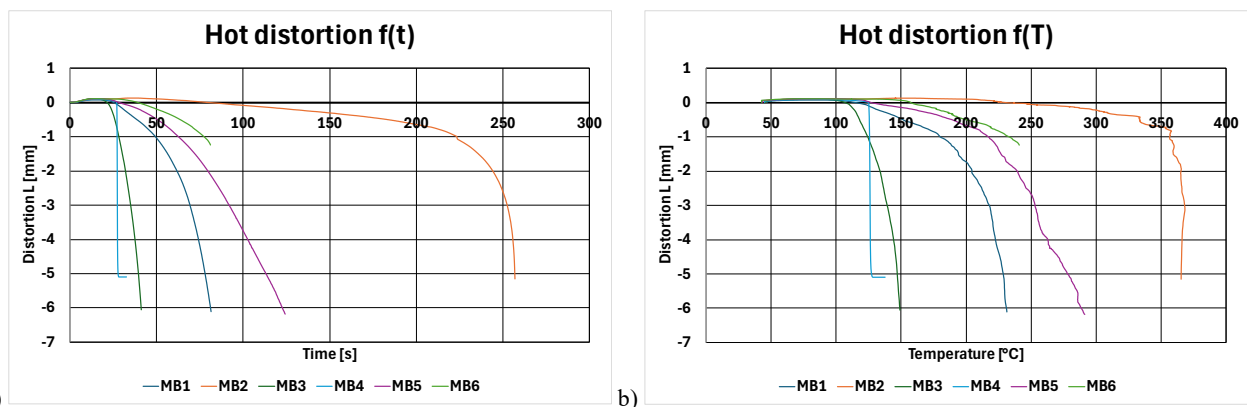 Hot distortion f(t)
Distortion L [mm]
1
0
-1
-2
-3
-4
-5
-6
-7
0 50 100 150 200 250 300
Time [s]
MB1 MB2 MB3 MB4 MB5 MB6
b)
Hot distortion f(T)
Distortion L [mm]
1
0
-1
-2
-3
-4
-5
-6
-7
0 50 100 150 200 250 300 350 400
Temperature [°C]
MB1 MB2 MB3 MB4 MB5 MB6